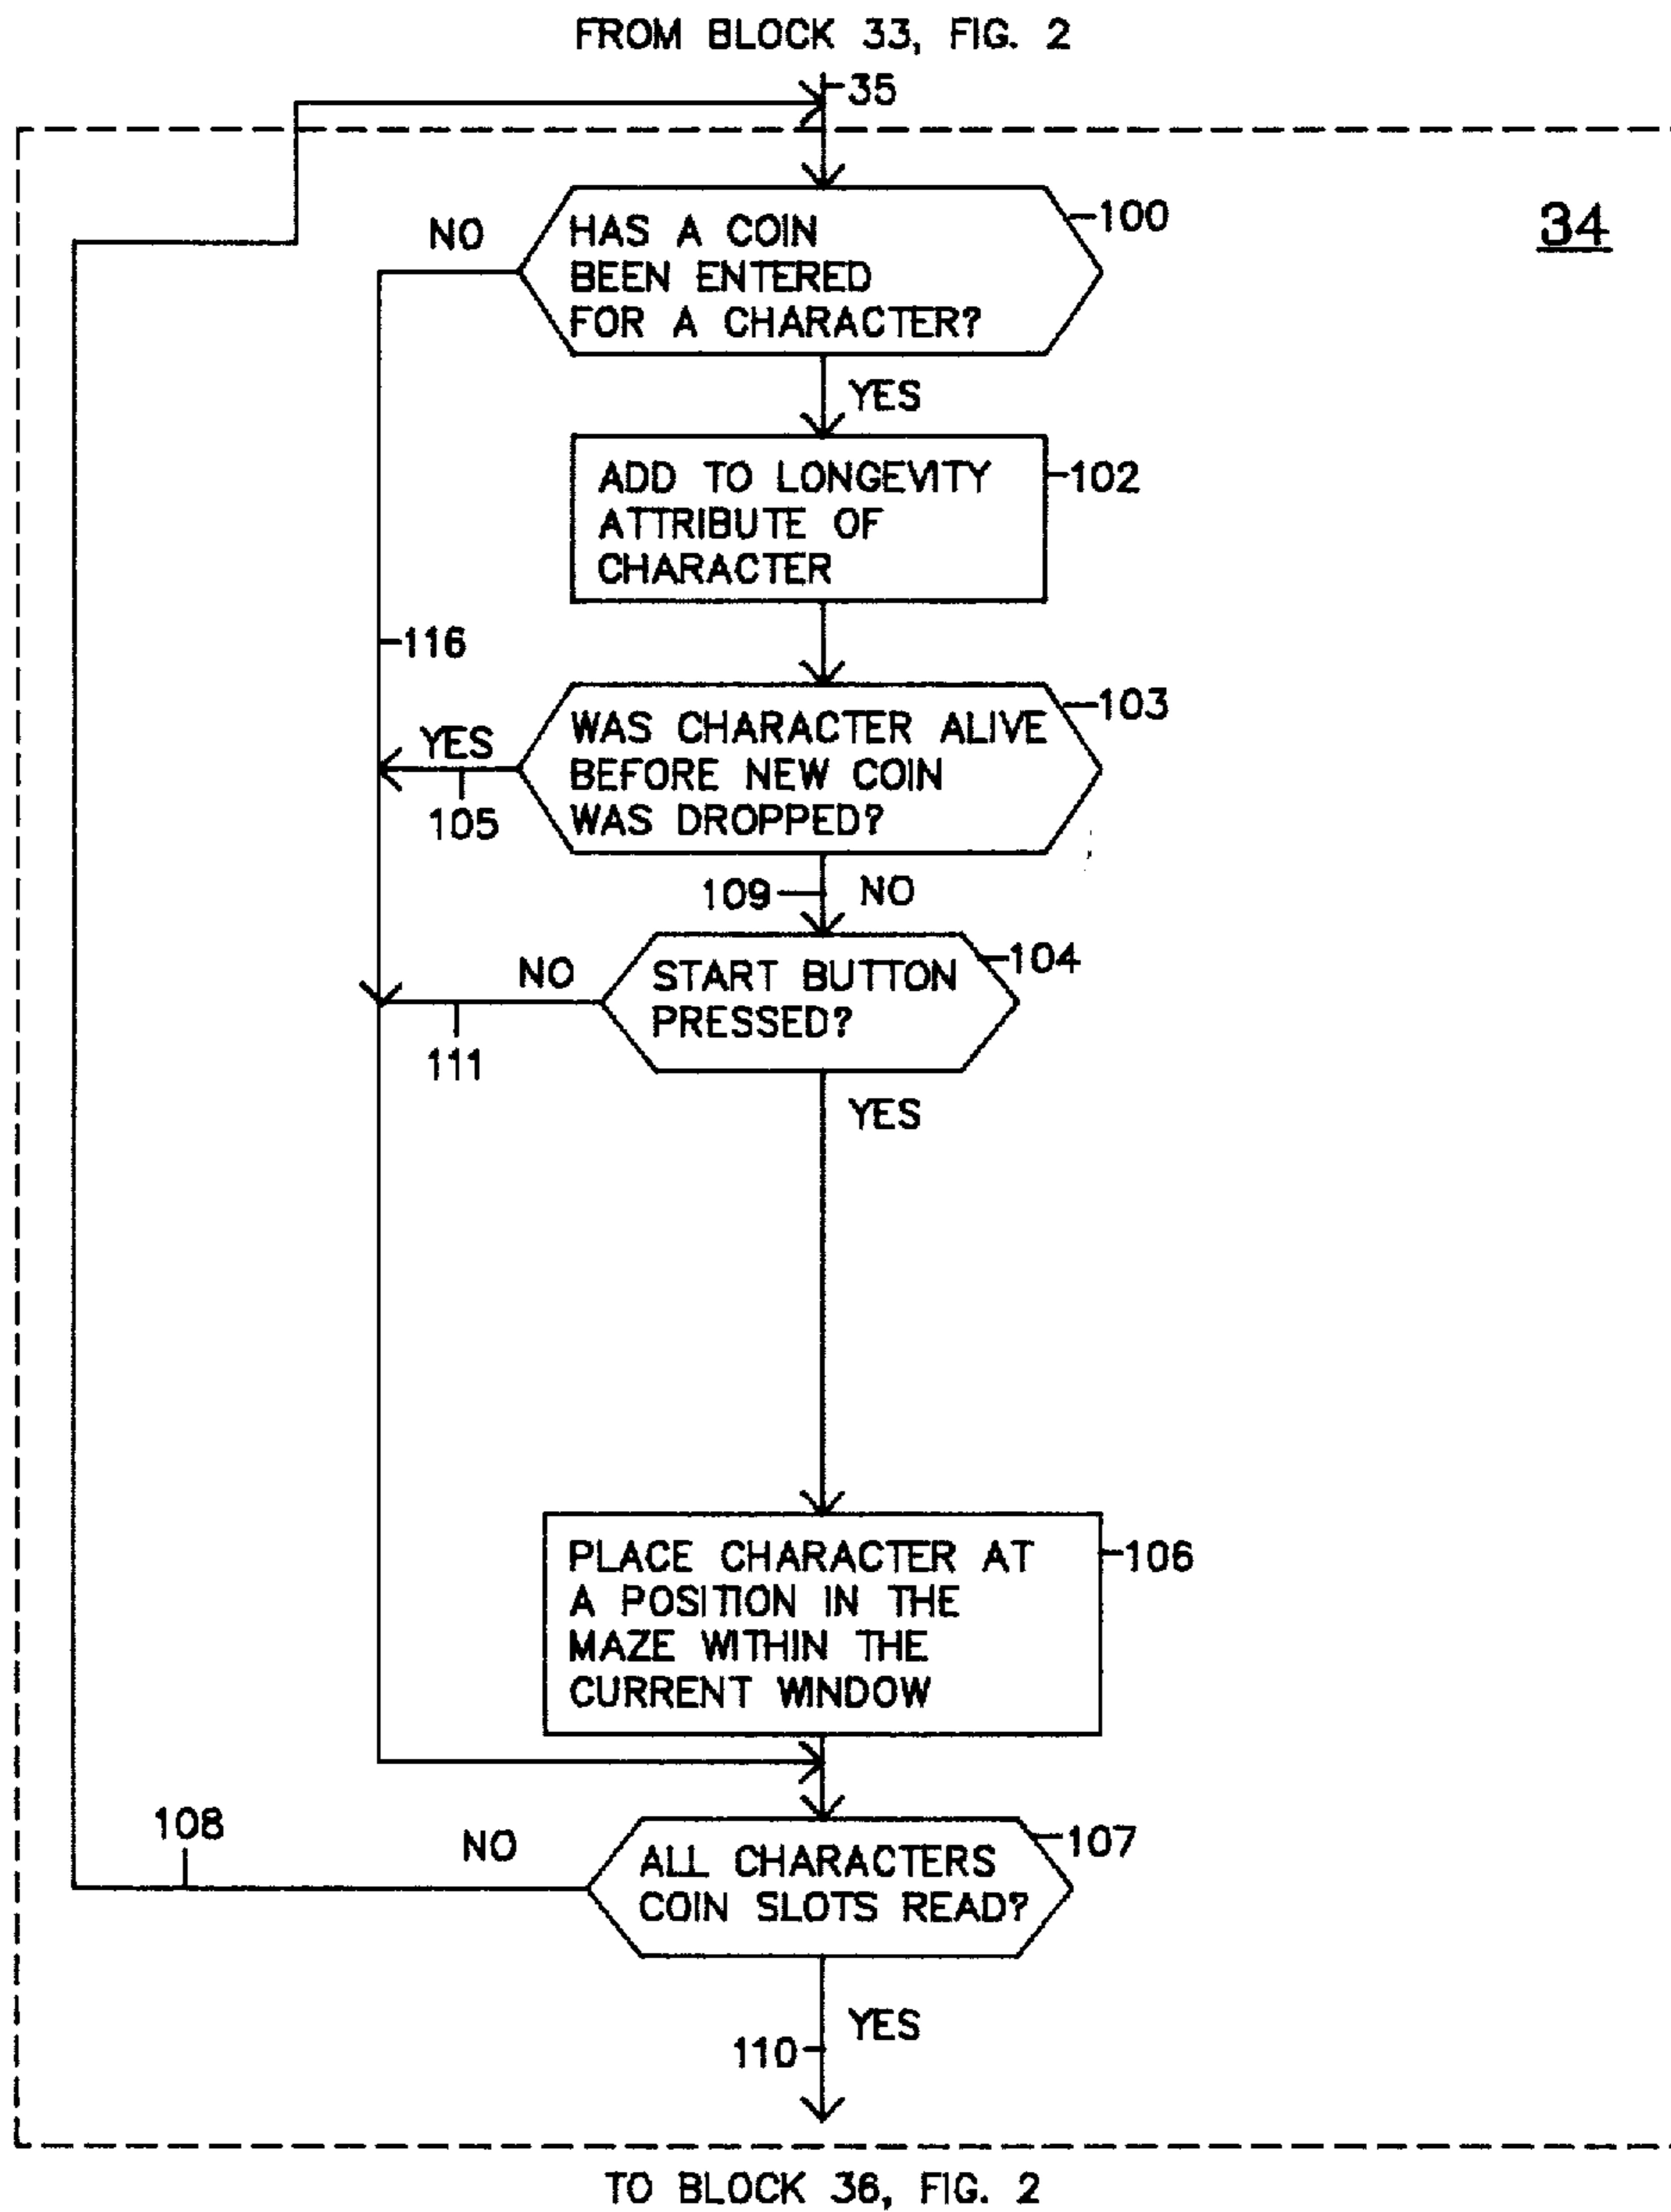 FROM BLOCK 33, FIG. 2
35
34
100
NO
HAS A COIN
BEEN ENTERED
FOR A CHARACTER?
YES
102
ADD TO LONGEVITY
ATTRIBUTE OF
CHARACTER
116
103
YES
WAS CHARACTER ALIVE
BEFORE NEW COIN
WAS DROPPED?
105
109
NO
104
NO
START BUTTON
PRESSED?
111
YES
106
PLACE CHARACTER AT
A POSITION IN THE
MAZE WITHIN THE
CURRENT WINDOW
108
NO
107
ALL CHARACTERS
COIN SLOTS READ?
YES
110
TO BLOCK 36, FIG. 2